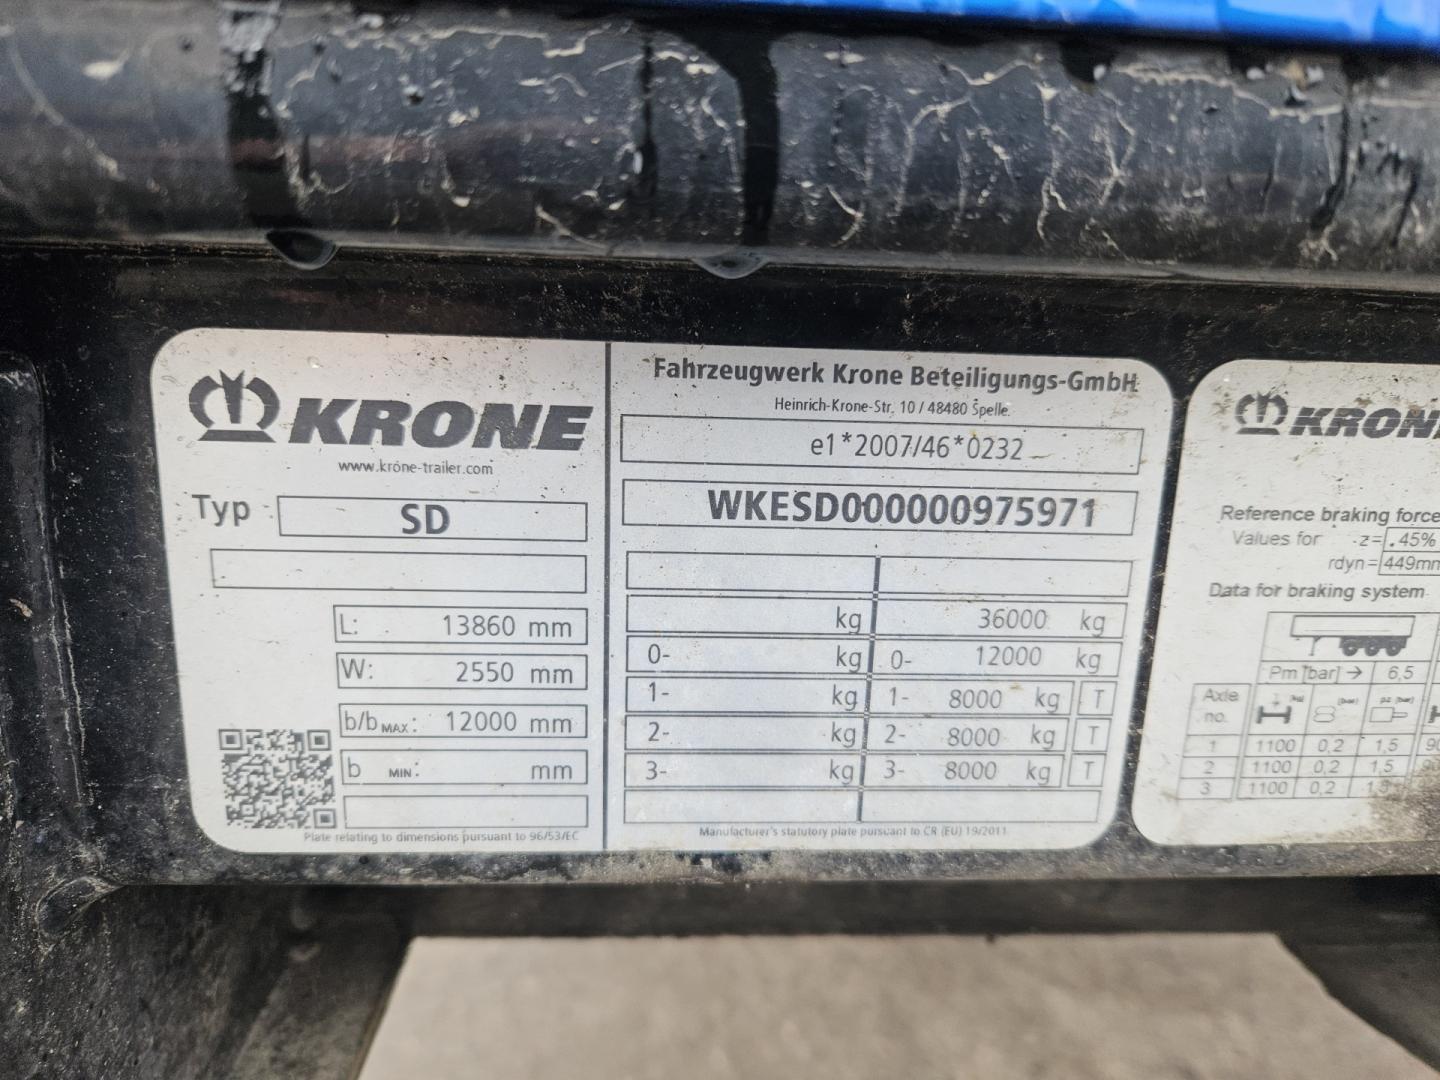 KRONE
www.krone-trailer.com
Typ SD
L: 13860 mm
W: 2550 mm
b/b MAX: 12000 mm
b MIN: mm
Plate relating to dimensions pursuant to 96/53/EC
Fahrzeugwerk Krone Beteiligungs-GmbH
Heinrich-Krone-Str. 10 / 48480 Spelle
e1*2007/46*0232
WKESD000000975971
kg 36000 kg
0- kg 0- 12000 kg
1- kg 1- 8000 kg T
2- kg 2- 8000 kg T
3- kg 3- 8000 kg T
Manufacturer's statutory plate pursuant to CR (EU) 19/2011
KRONE
Reference braking force
Values for z= .45%
rdyn = 449mm
Data for braking system
Pm [bar] → 6,5
Axle no.
1 1100 0,2 1,5
2 1100 0,2 1,5
3 1100 0,2